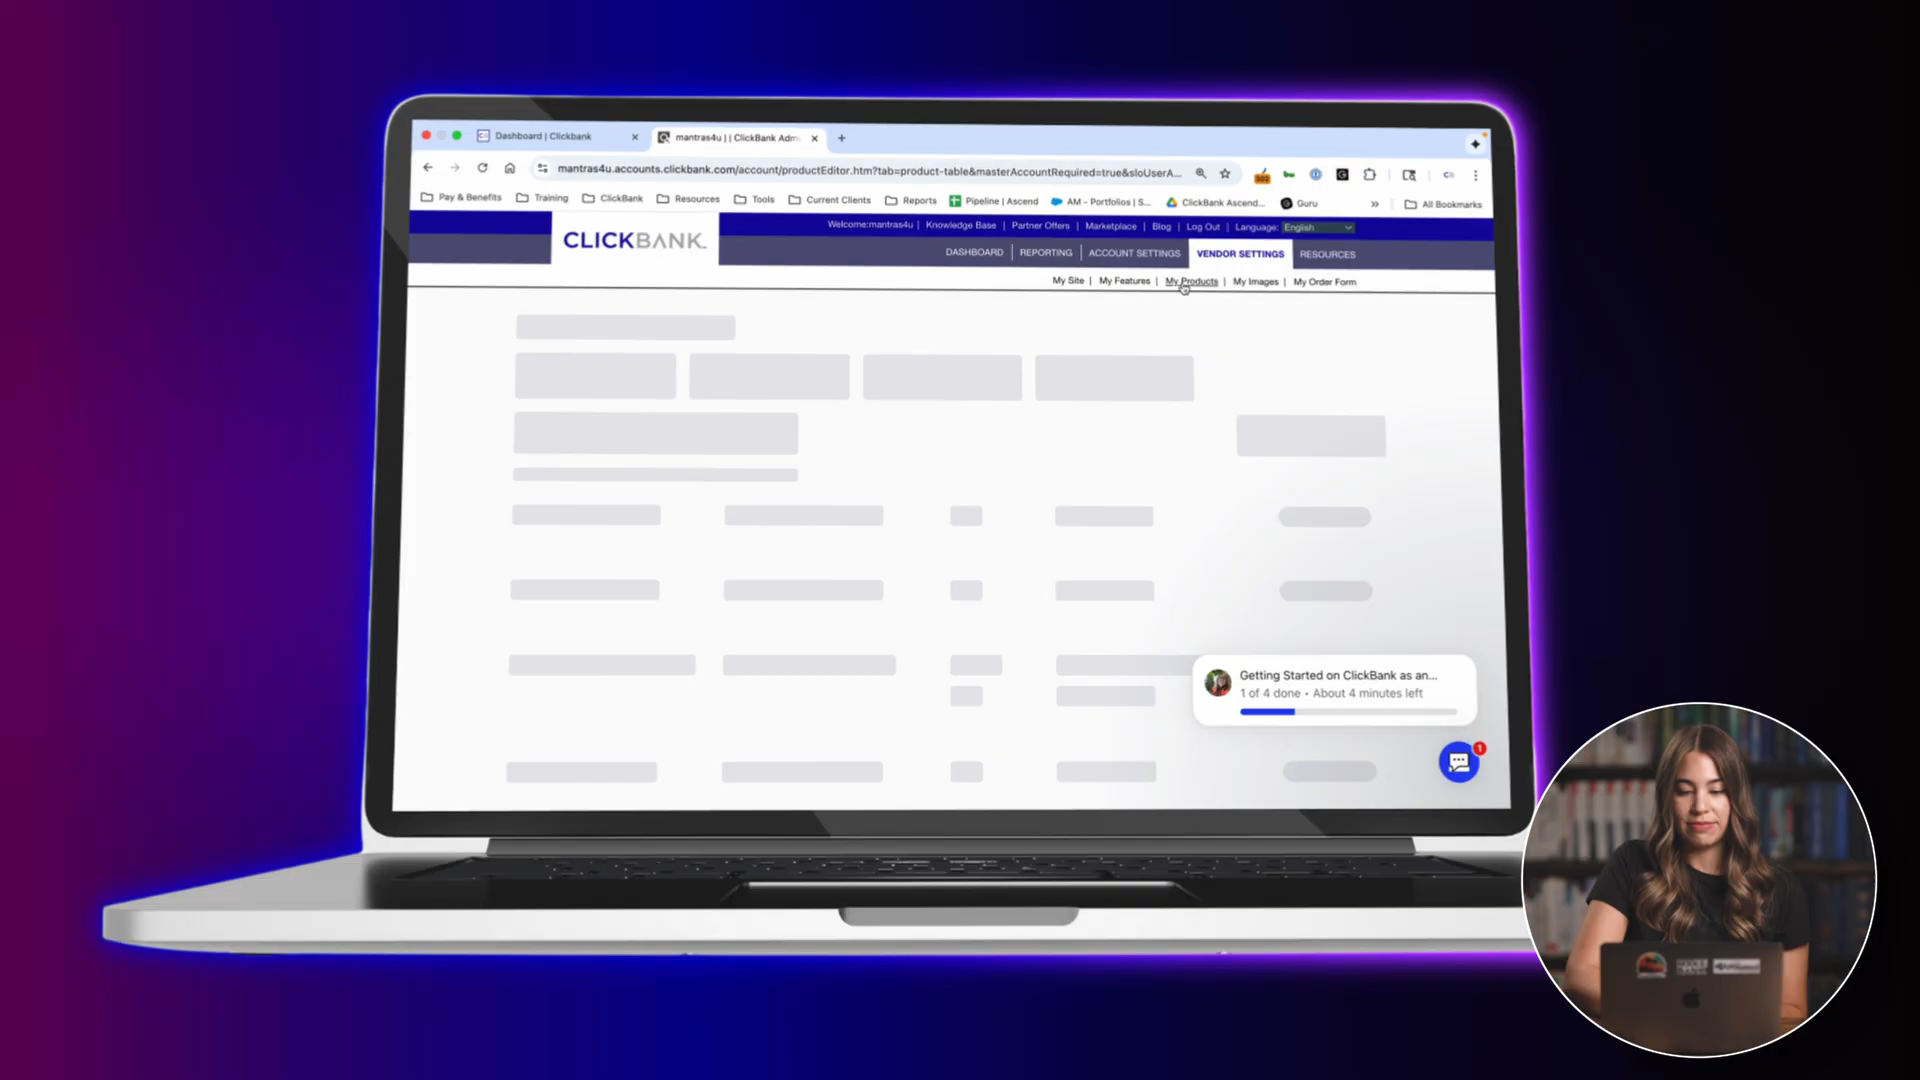 Dashboard | Clickbank
mantras4u | | ClickBank Adm
mantras4u.accounts.clickbank.com/account/productEditor.htm?tab=product-table&masterAccountRequired=true&sloUserA...
Pay & Benefits Training ClickBank Resources Tools Current Clients Reports Pipeline | Ascend AM - Portfolios | S... ClickBank Ascend... Guru » All Bookmarks
Welcome:mantras4u | Knowledge Base | Partner Offers | Marketplace | Blog | Log Out | Language: English
CLICKBANK
DASHBOARD | REPORTING | ACCOUNT SETTINGS VENDOR SETTINGS RESOURCES
My Site | My Features | My Products | My Images | My Order Form
Getting Started on ClickBank as an...
1 of 4 done • About 4 minutes left
1